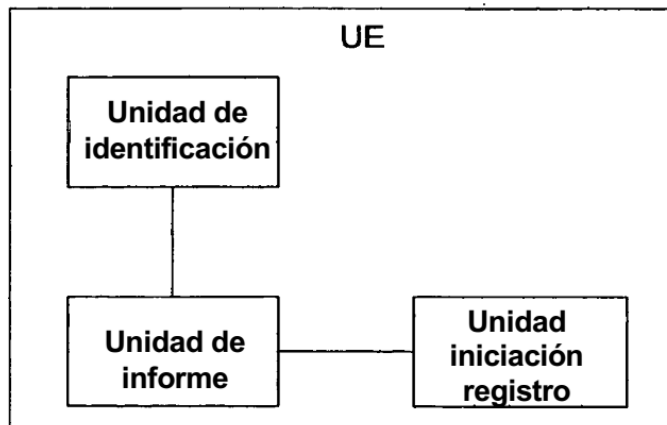 UE
Unidad de
identificación
Unidad de
informe
Unidad
iniciación
registro